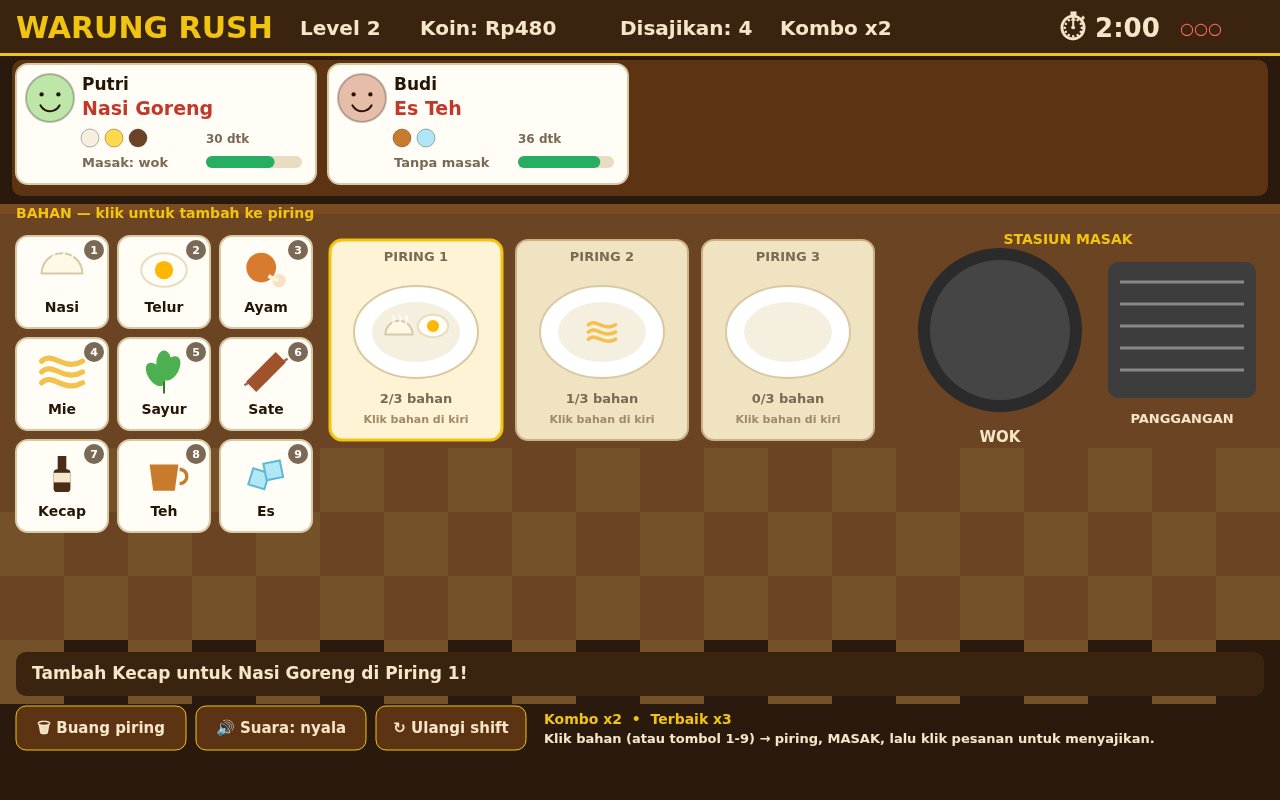 WARUNG RUSH Level 2 Koin: Rp480 Disajikan: 4 Kombo x2 ⏱ 2:00 ○○○
Putri
Nasi Goreng
30 dtk
Masak: wok
Budi
Es Teh
36 dtk
Tanpa masak
BAHAN — klik untuk tambah ke piring
1
Nasi
2
Telur
3
Ayam
4
Mie
5
Sayur
6
Sate
7
Kecap
8
Teh
9
Es
PIRING 1
2/3 bahan
Klik bahan di kiri
PIRING 2
1/3 bahan
Klik bahan di kiri
PIRING 3
0/3 bahan
Klik bahan di kiri
STASIUN MASAK
WOK
PANGGANGAN
Tambah Kecap untuk Nasi Goreng di Piring 1!
🗑 Buang piring
🔊 Suara: nyala
↻ Ulangi shift
Kombo x2 • Terbaik x3
Klik bahan (atau tombol 1-9) → piring, MASAK, lalu klik pesanan untuk menyajikan.